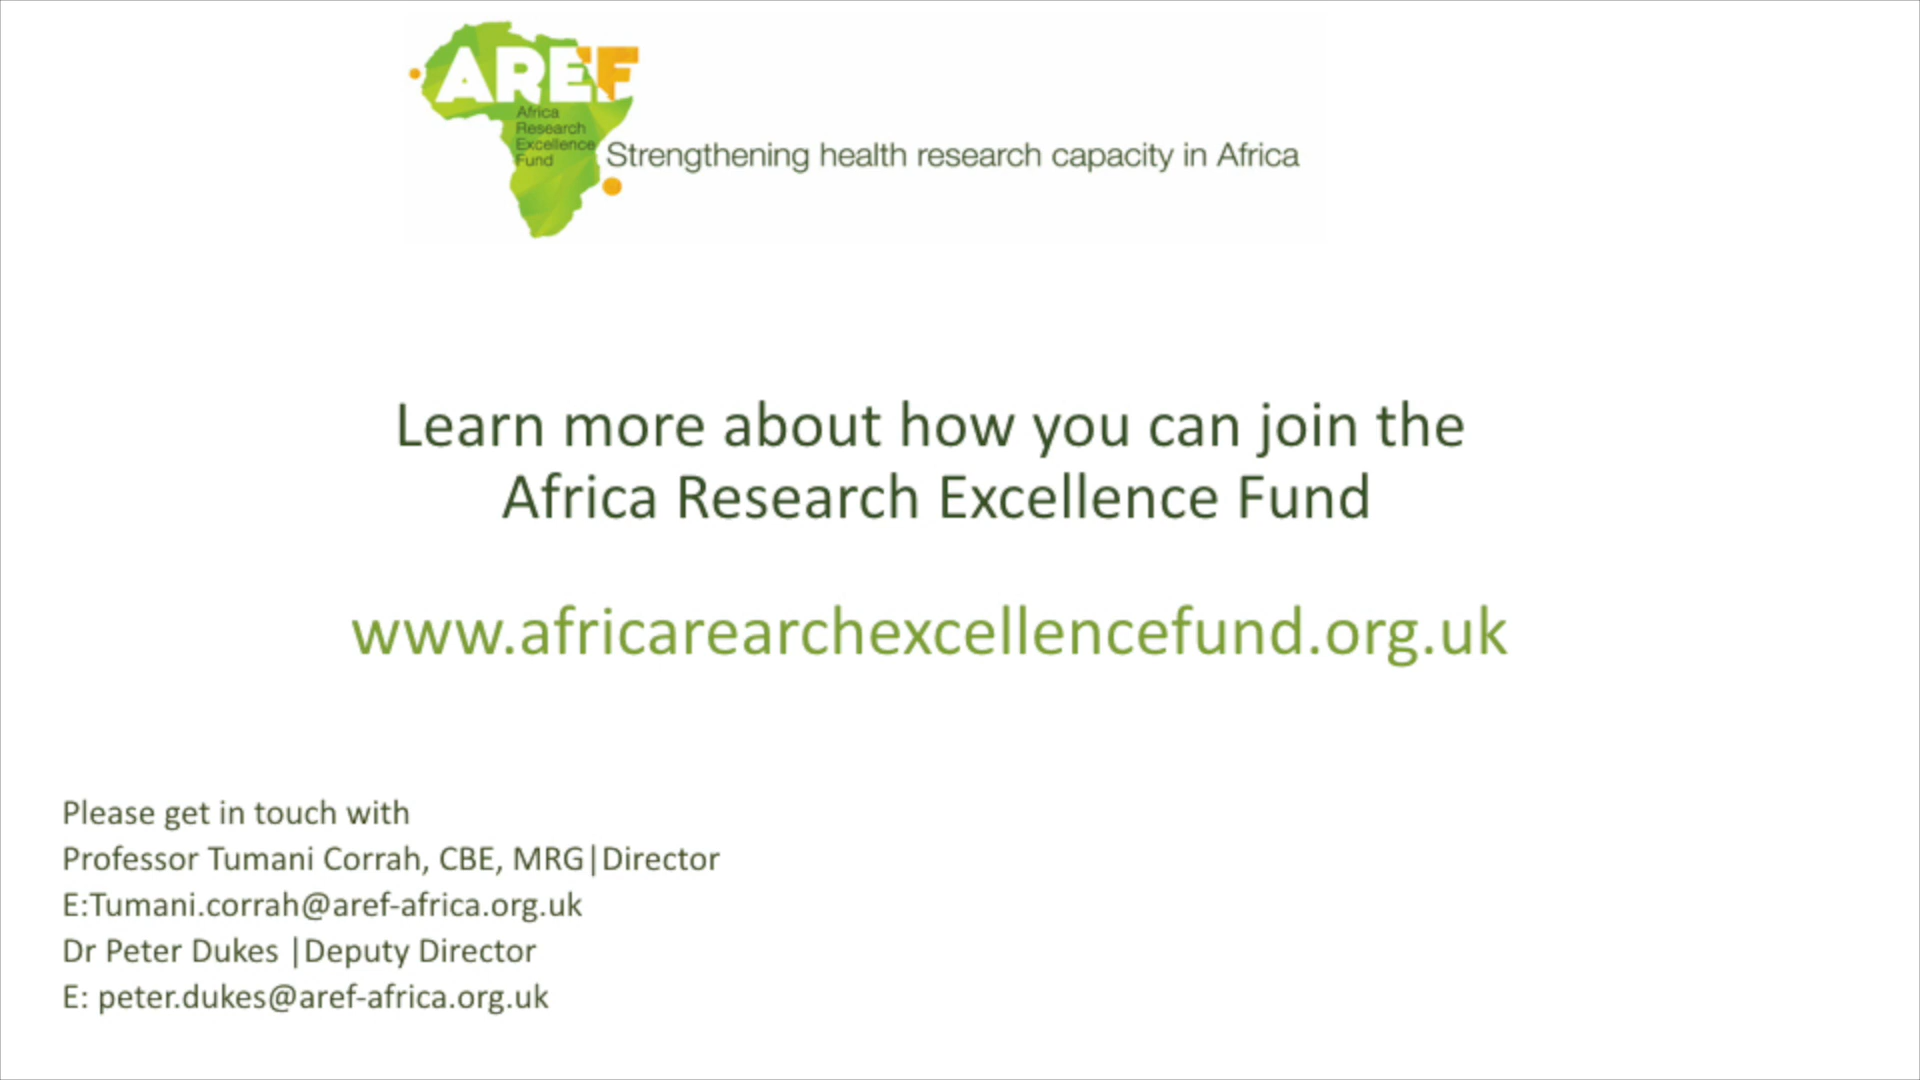 AREF
Africa
Research
Excellence
Fund
Strengthening health research capacity in Africa
Learn more about how you can join the
Africa Research Excellence Fund
www.africarearchexcellencefund.org.uk
Please get in touch with
Professor Tumani Corrah, CBE, MRG|Director
E:Tumani.corrah@aref-africa.org.uk
Dr Peter Dukes |Deputy Director
E: peter.dukes@aref-africa.org.uk